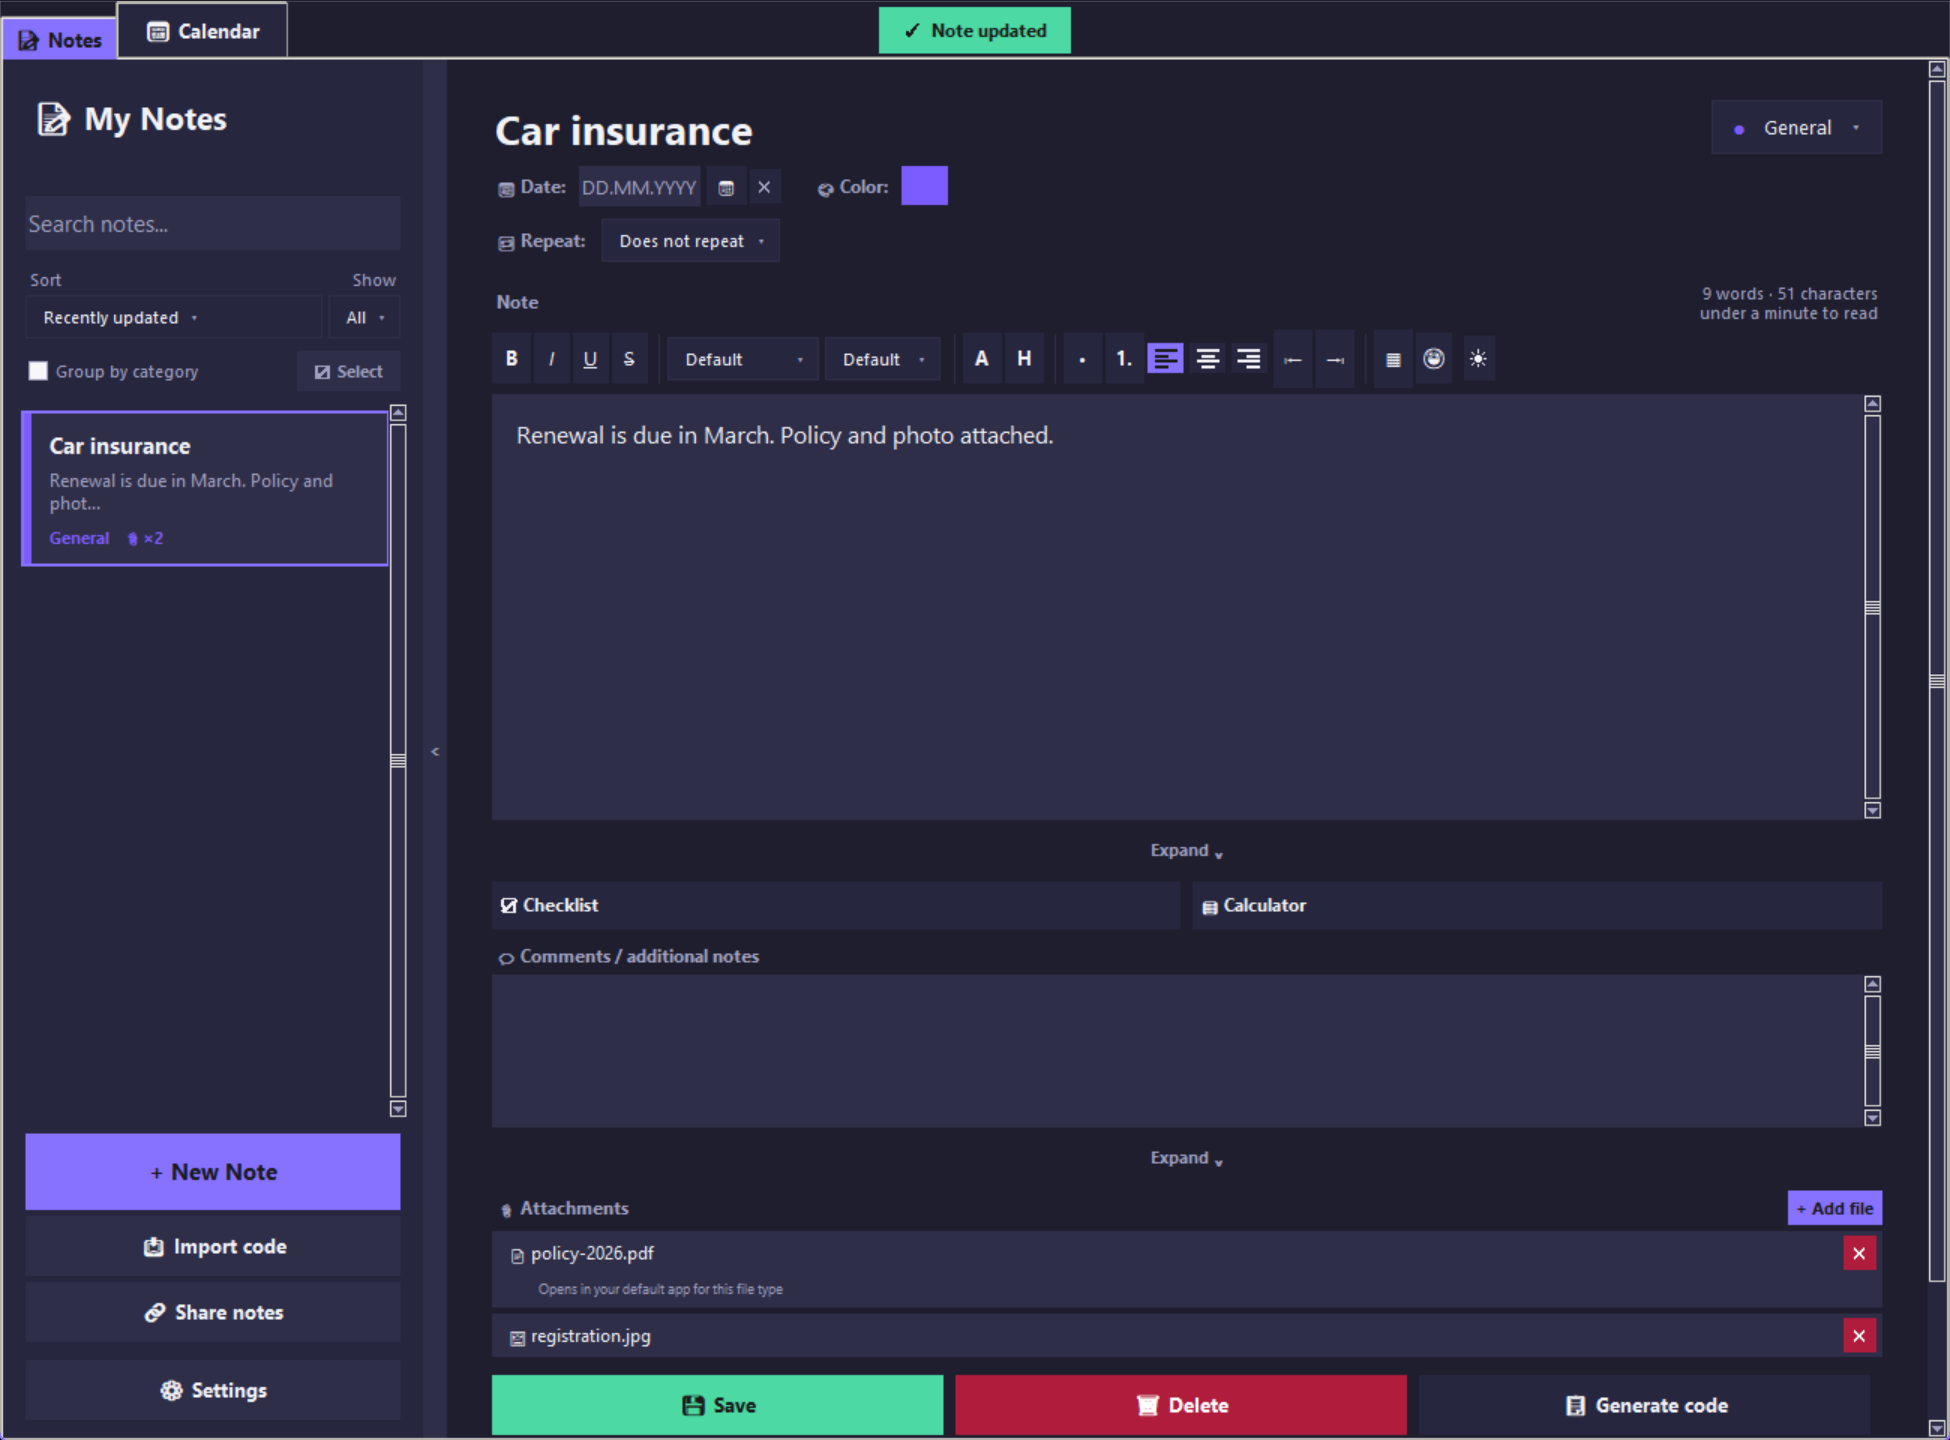 Notes
Calendar
✓ Note updated
My Notes
Search notes...
Sort
Show
Recently updated
All
Group by category
Select
Car insurance
Renewal is due in March. Policy and
phot...
General ×2
+ New Note
Import code
Share notes
Settings
<
Car insurance
General
Date: DD.MM.YYYY ×
Color:
Repeat: Does not repeat
Note
9 words · 51 characters
under a minute to read
B I U S Default Default A H • 1.
Renewal is due in March. Policy and photo attached.
Expand
Checklist
Calculator
Comments / additional notes
Expand
Attachments
+ Add file
policy-2026.pdf
×
Opens in your default app for this file type
registration.jpg
×
Save
Delete
Generate code